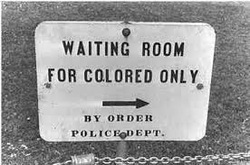 WAITING ROOM
FOR COLORED ONLY
BY ORDER
POLICE DEPT.